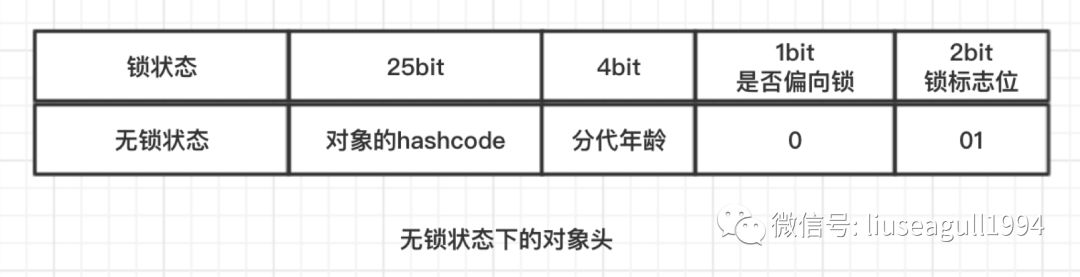 锁状态 25bit 4bit 1bit 是否偏向锁 2bit 锁标志位
无锁状态 对象的hashcode 分代年龄 0 01
无锁状态下的对象头
微信号: liuseagull1994